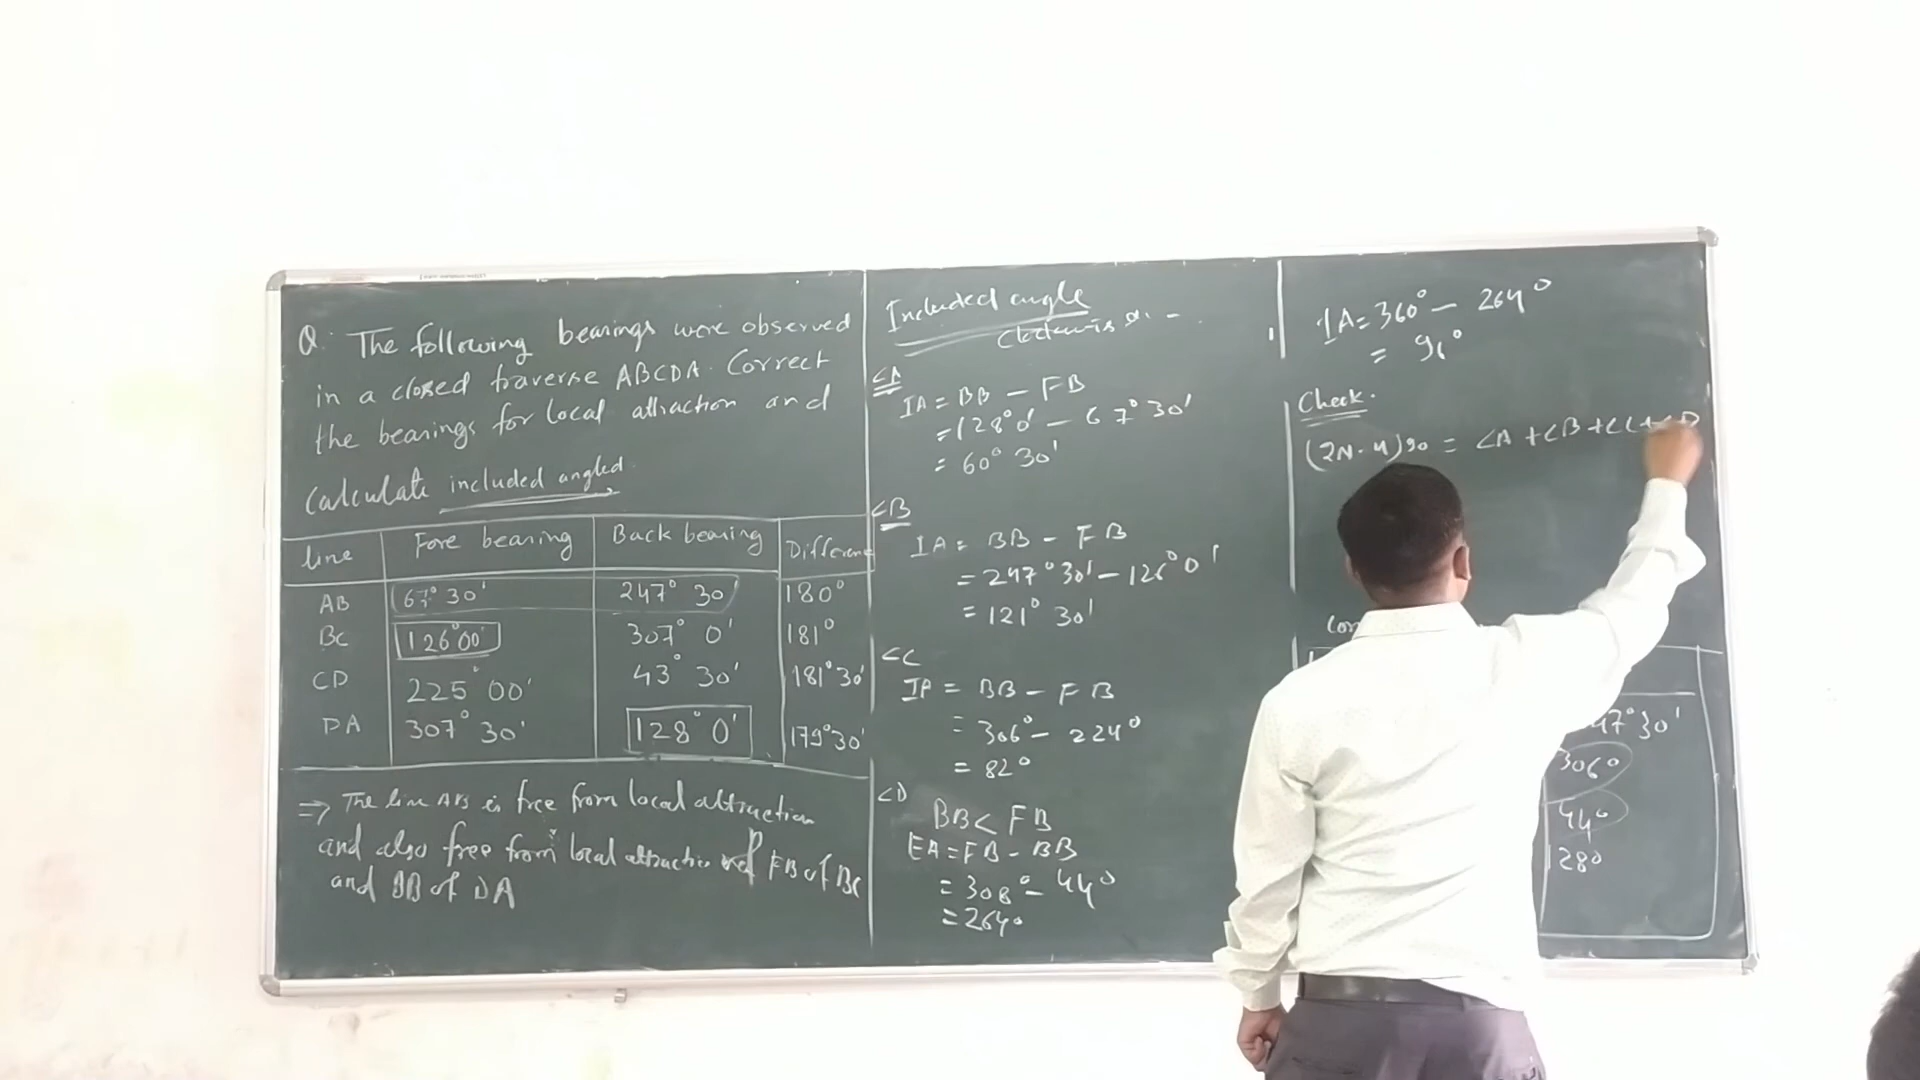 Q. The following bearings were observed
in a closed traverse ABCDA. Correct
the bearings for local attraction and
Calculate included angled.
Line Fore bearing Back bearing Differenc
AB 67° 30' 247° 30' 180°
BC 126° 00' 307° 0' 181°
CD 225° 00' 43° 30' 181° 30'
DA 307° 30' 128° 0' 179° 30'
⇒ The line AB is free from local attraction
and also free from local attraction of FB of BC
and BB of DA
Included angle
∠A
IA = BB - FB
= 128° 0' - 67° 30'
= 60° 30'
∠B
IA = BB - FB
= 247° 30' - 126° 0'
= 121° 30'
∠C
IA = BB - FB
= 306° - 224°
= 82°
∠D
BB < FB
EA = FB - BB
= 308° - 44°
= 264°
IA = 360° - 264°
= 96°
Check.
(2N-4)90 = ∠A + ∠B + ∠C +
47° 30'
306°
44°
128°